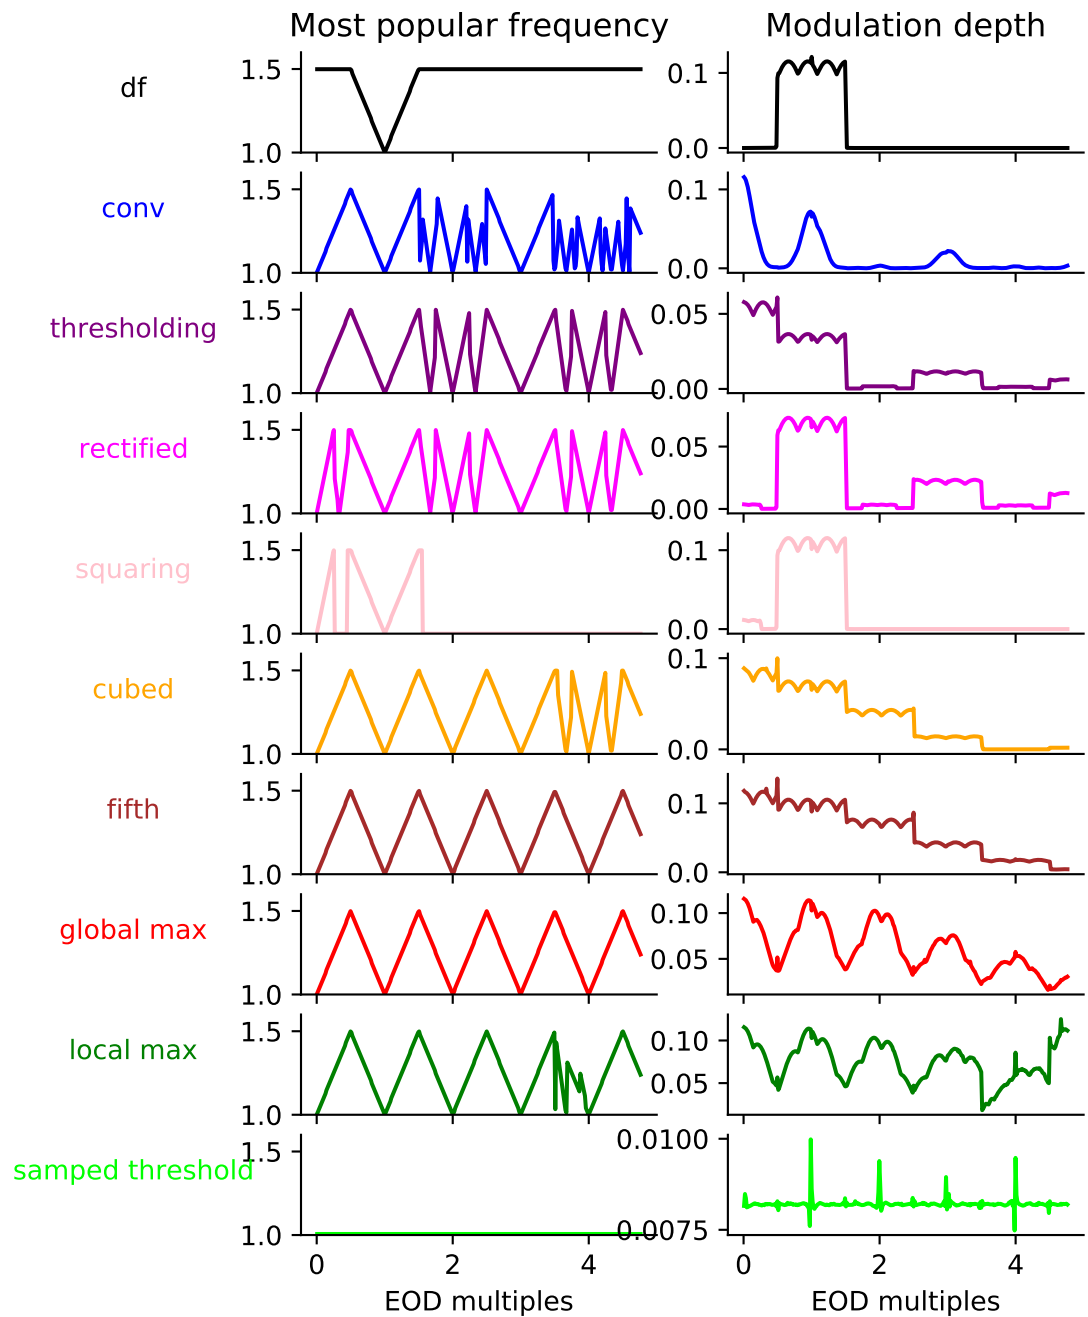 Most popular frequency Modulation depth
df 1.5 1.0 0.1 0.0
conv 1.5 1.0 0.1 0.0
thresholding 1.5 1.0 0.05 0.00
rectified 1.5 1.0 0.05 0.00
squaring 1.5 1.0 0.1 0.0
cubed 1.5 1.0 0.1 0.0
fifth 1.5 1.0 0.1 0.0
global max 1.5 1.0 0.10 0.05
local max 1.5 1.0 0.10 0.05
samped threshold 1.5 1.0 0.0100 0.0075
0 2 4 0 2 4
EOD multiples EOD multiples